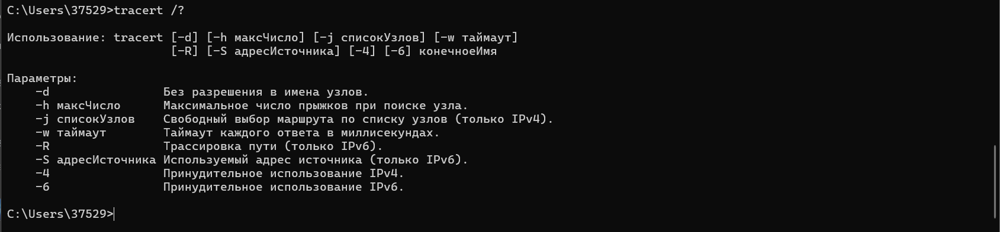 C:\Users\37529>tracert /?
Использование: tracert [-d] [-h максЧисло] [-j списокУзлов] [-w таймаут]
[-R] [-S адресИсточника] [-4] [-6] конечноеИмя
Параметры:
-d Без разрешения в имена узлов.
-h максЧисло Максимальное число прыжков при поиске узла.
-j списокУзлов Свободный выбор маршрута по списку узлов (только IPv4).
-w таймаут Таймаут каждого ответа в миллисекундах.
-R Трассировка пути (только IPv6).
-S адресИсточника Используемый адрес источника (только IPv6).
-4 Принудительное использование IPv4.
-6 Принудительное использование IPv6.
C:\Users\37529>